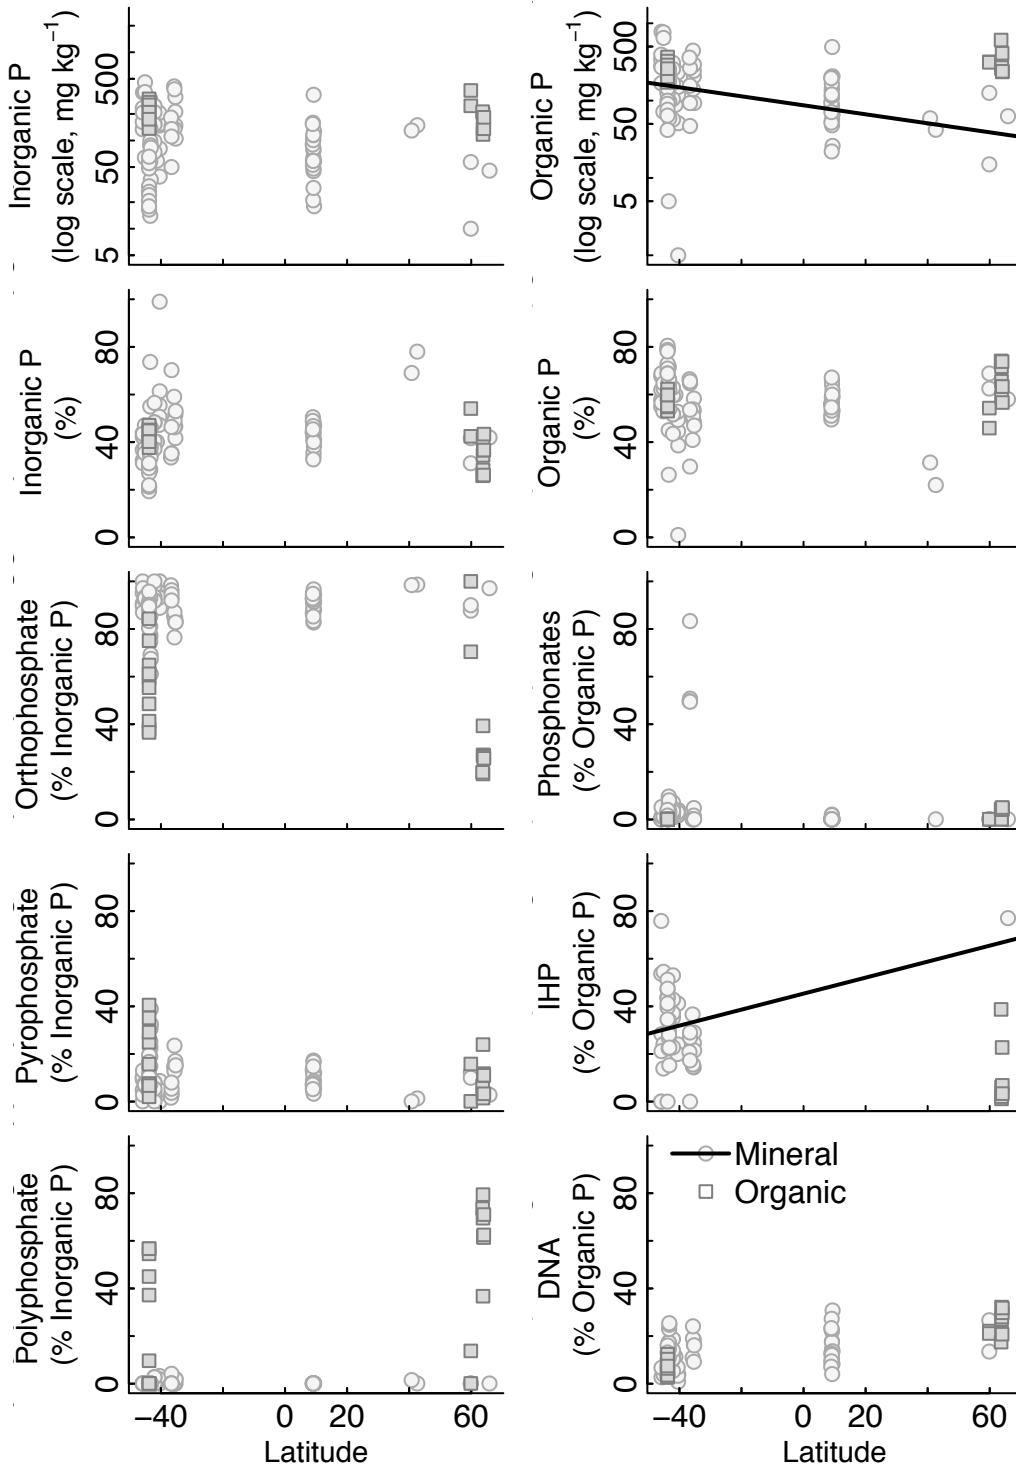 Inorganic P
(log scale, mg kg⁻¹)
5 50 500
Organic P
(log scale, mg kg⁻¹)
5 50 500
Inorganic P
(%)
0 40 80
Organic P
(%)
0 40 80
Orthophosphate
(% Inorganic P)
0 40 80
Phosphonates
(% Organic P)
0 40 80
Pyrophosphate
(% Inorganic P)
0 40 80
IHP
(% Organic P)
0 40 80
Polyphosphate
(% Inorganic P)
0 40 80
−40 0 20 60
Latitude
DNA
(% Organic P)
0 40 80
Mineral
Organic
−40 0 20 60
Latitude